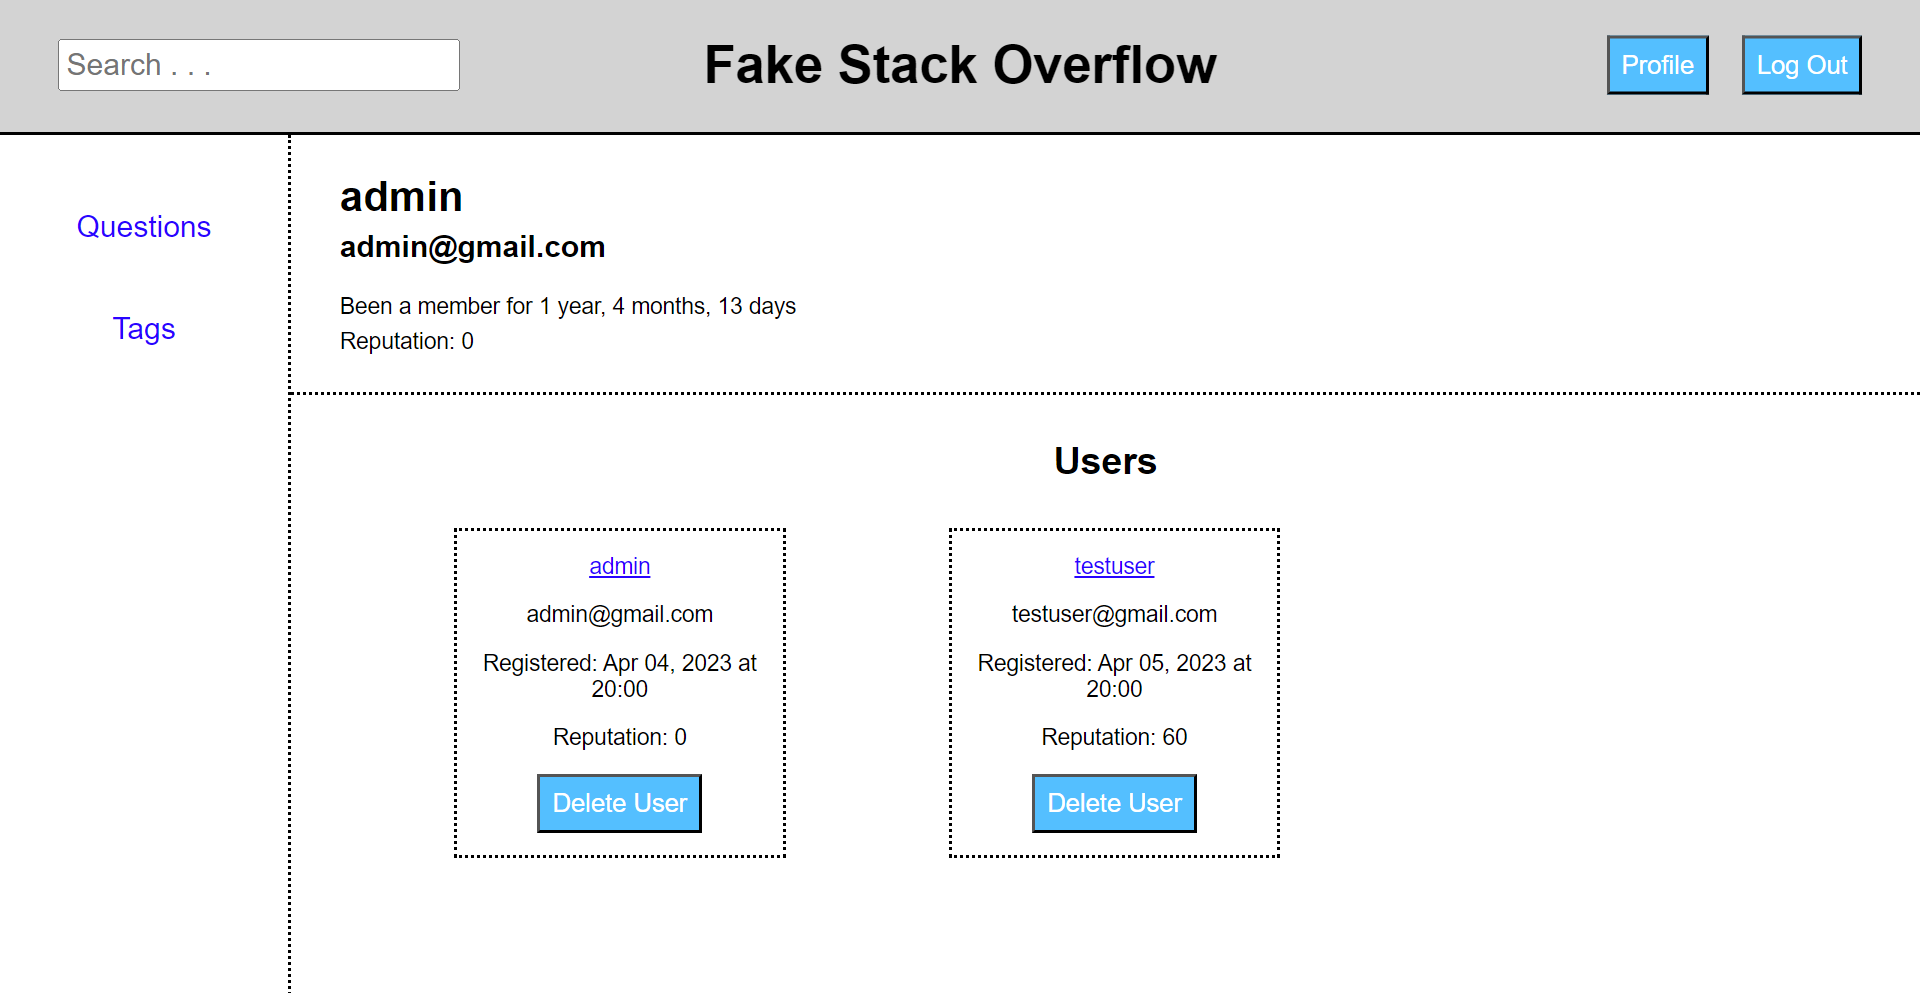 Search . . .
Fake Stack Overflow
Profile
Log Out
Questions
Tags
admin
admin@gmail.com
Been a member for 1 year, 4 months, 13 days
Reputation: 0
Users
admin
admin@gmail.com
Registered: Apr 04, 2023 at
20:00
Reputation: 0
Delete User
testuser
testuser@gmail.com
Registered: Apr 05, 2023 at
20:00
Reputation: 60
Delete User